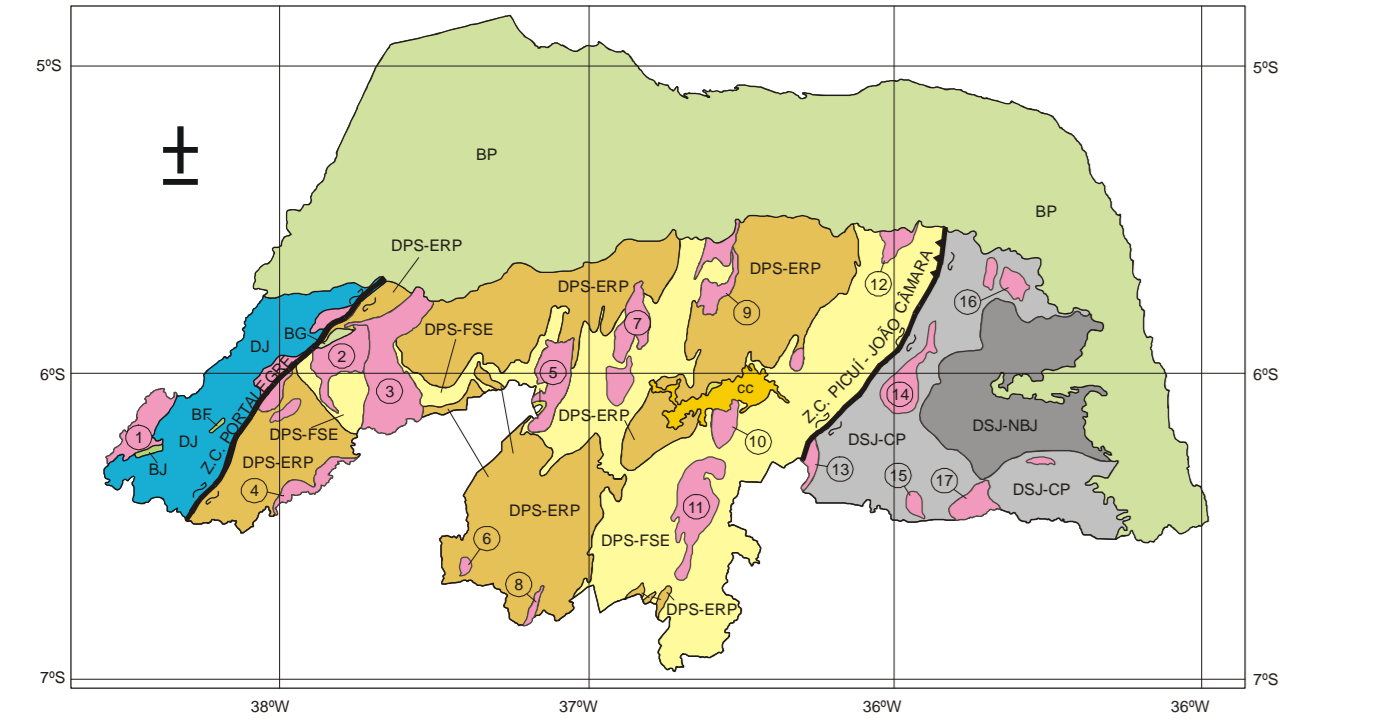 5ºS
5ºS
BP
BP
DPS-ERP
DPS-ERP
DPS-ERP
12
16
9
7
DJ
BG
DPS-FSE
2
Z.C. PICUÍ - JOÃO CÂMARA
6ºS
6ºS
5
3
cc
14
BF
DPS-ERP
1
DJ
Z.C. PORTALEGRE
DPS-FSE
DSJ-NBJ
10
DSJ-CP
BJ
DPS-ERP
13
15
17
DSJ-CP
4
11
DPS-ERP
6
DPS-FSE
8
DPS-ERP
7ºS
7ºS
38ºW
37ºW
36ºW
36ºW